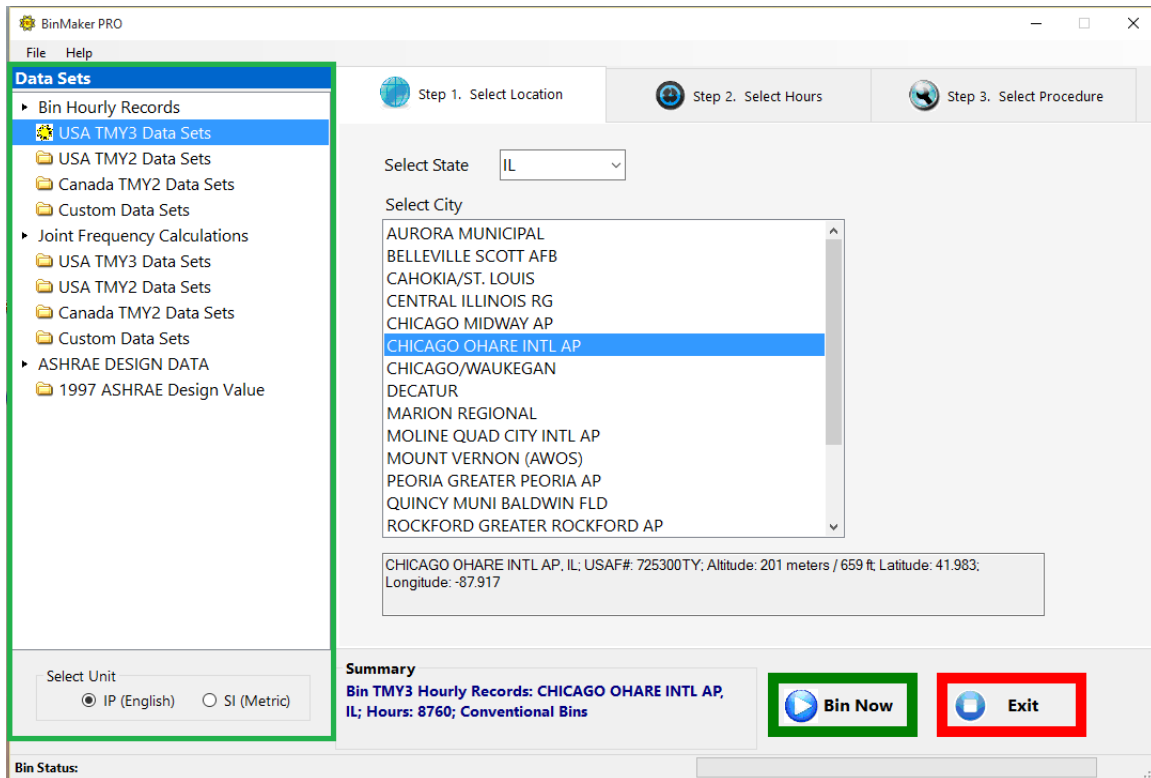 BinMaker PRO
File Help
Data Sets
Bin Hourly Records
USA TMY3 Data Sets
USA TMY2 Data Sets
Canada TMY2 Data Sets
Custom Data Sets
Joint Frequency Calculations
USA TMY3 Data Sets
USA TMY2 Data Sets
Canada TMY2 Data Sets
Custom Data Sets
ASHRAE DESIGN DATA
1997 ASHRAE Design Value
Select Unit
IP (English) SI (Metric)
Step 1. Select Location
Step 2. Select Hours
Step 3. Select Procedure
Select State IL
Select City
AURORA MUNICIPAL
BELLEVILLE SCOTT AFB
CAHOKIA/ST. LOUIS
CENTRAL ILLINOIS RG
CHICAGO MIDWAY AP
CHICAGO OHARE INTL AP
CHICAGO/WAUKEGAN
DECATUR
MARION REGIONAL
MOLINE QUAD CITY INTL AP
MOUNT VERNON (AWOS)
PEORIA GREATER PEORIA AP
QUINCY MUNI BALDWIN FLD
ROCKFORD GREATER ROCKFORD AP
CHICAGO OHARE INTL AP, IL; USAF#: 725300TY; Altitude: 201 meters / 659 ft; Latitude: 41.983;
Longitude: -87.917
Summary
Bin TMY3 Hourly Records: CHICAGO OHARE INTL AP,
IL; Hours: 8760; Conventional Bins
Bin Now
Exit
Bin Status: